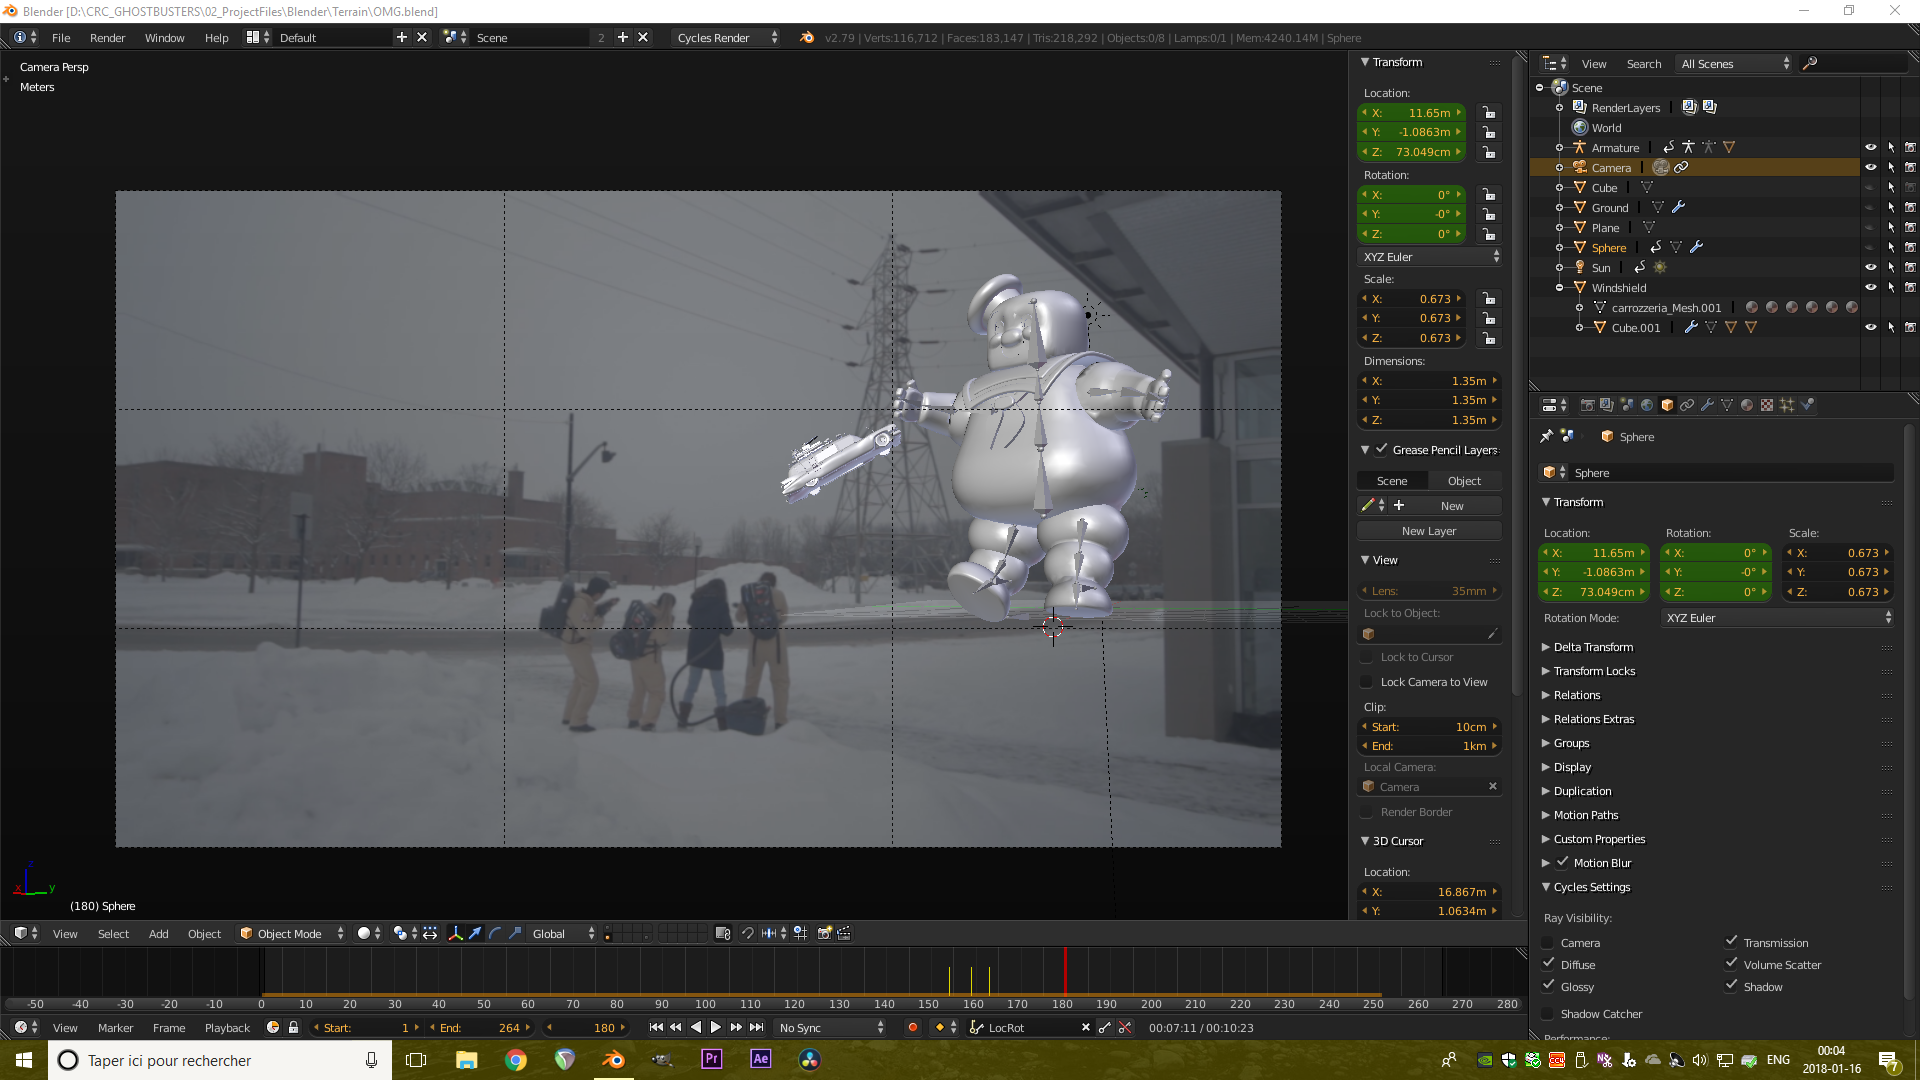 Blender [D:\CRC_GHOSTBUSTERS\02_ProjectFiles\Blender\Terrain\OMG.blend]
File Render Window Help Default Scene 2 Cycles Render v2.79 | Verts:116,712 | Faces:183,147 | Tris:218,292 | Objects:0/8 | Lamps:0/1 | Mem:4240.14M | Sphere
Camera Persp
Meters
(180) Sphere
Transform
Location:
X: 11.65m
Y: -1.0863m
Z: 73.049cm
Rotation:
X: 0°
Y: -0°
Z: 0°
XYZ Euler
Scale:
X: 0.673
Y: 0.673
Z: 0.673
Dimensions:
X: 1.35m
Y: 1.35m
Z: 1.35m
Grease Pencil Layers
Scene Object
New
New Layer
View
Lens: 35mm
Lock to Object:
Lock to Cursor
Lock Camera to View
Clip:
Start: 10cm
End: 1km
Local Camera:
Camera
Render Border
3D Cursor
Location:
X: 16.867m
Y: 1.0634m
View Search All Scenes
Scene
RenderLayers
World
Armature
Camera
Cube
Ground
Plane
Sphere
Sun
Windshield
carrozzeria_Mesh.001
Cube.001
Sphere
Sphere
Transform
Location: Rotation: Scale:
X: 11.65m X: 0° X: 0.673
Y: -1.0863m Y: -0° Y: 0.673
Z: 73.049cm Z: 0° Z: 0.673
Rotation Mode: XYZ Euler
Delta Transform
Transform Locks
Relations
Relations Extras
Groups
Display
Duplication
Motion Paths
Custom Properties
Motion Blur
Cycles Settings
Ray Visibility:
Camera Transmission
Diffuse Volume Scatter
Glossy Shadow
Shadow Catcher
Performance:
View Select Add Object Object Mode Global
-50 -40 -30 -20 -10 0 10 20 30 40 50 60 70 80 90 100 110 120 130 140 150 160 170 180 190 200 210 220 230 240 250 260 270 280
View Marker Frame Playback Start: 1 End: 264 180 No Sync LocRot 00:07:11 / 00:10:23
Taper ici pour rechercher
Pr Ae
ENG
00:04
2018-01-16
7
x y z